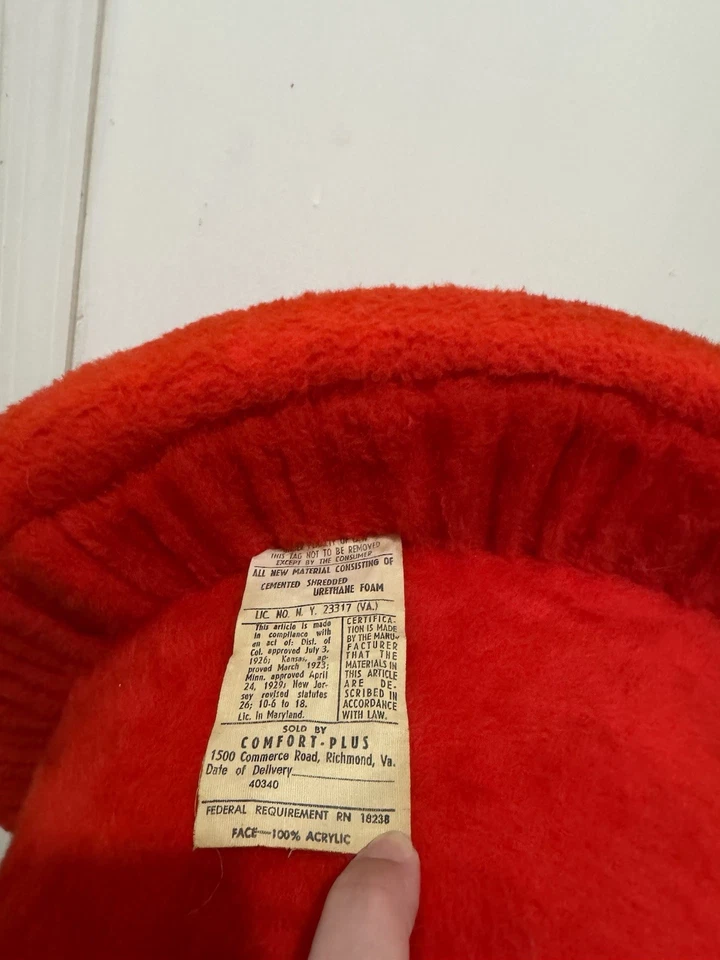 THIS TAG NOT TO BE REMOVED
EXCEPT BY THE CONSUMER
ALL NEW MATERIAL CONSISTING OF
CEMENTED SHREDDED
URETHANE FOAM
LIC. NO. N. Y. 23317 (VA.)
This article is made
in compliance with
an act of: Dist. of
Col. approved July 3,
1926; Kansas, ap-
proved March 1923;
Minn. approved April
24, 1929; New Jer-
sey revised statutes
26; 10-6 to 18.
Lic. in Maryland.
CERTIFICA-
TION IS MADE
BY THE MANU-
FACTURER
THAT THE
MATERIALS IN
THIS ARTICLE
ARE DE-
SCRIBED IN
ACCORDANCE
WITH LAW.
SOLD BY
COMFORT-PLUS
1500 Commerce Road, Richmond, Va.
Date of Delivery
40340
FEDERAL REQUIREMENT RN 18238
FACE—100% ACRYLIC